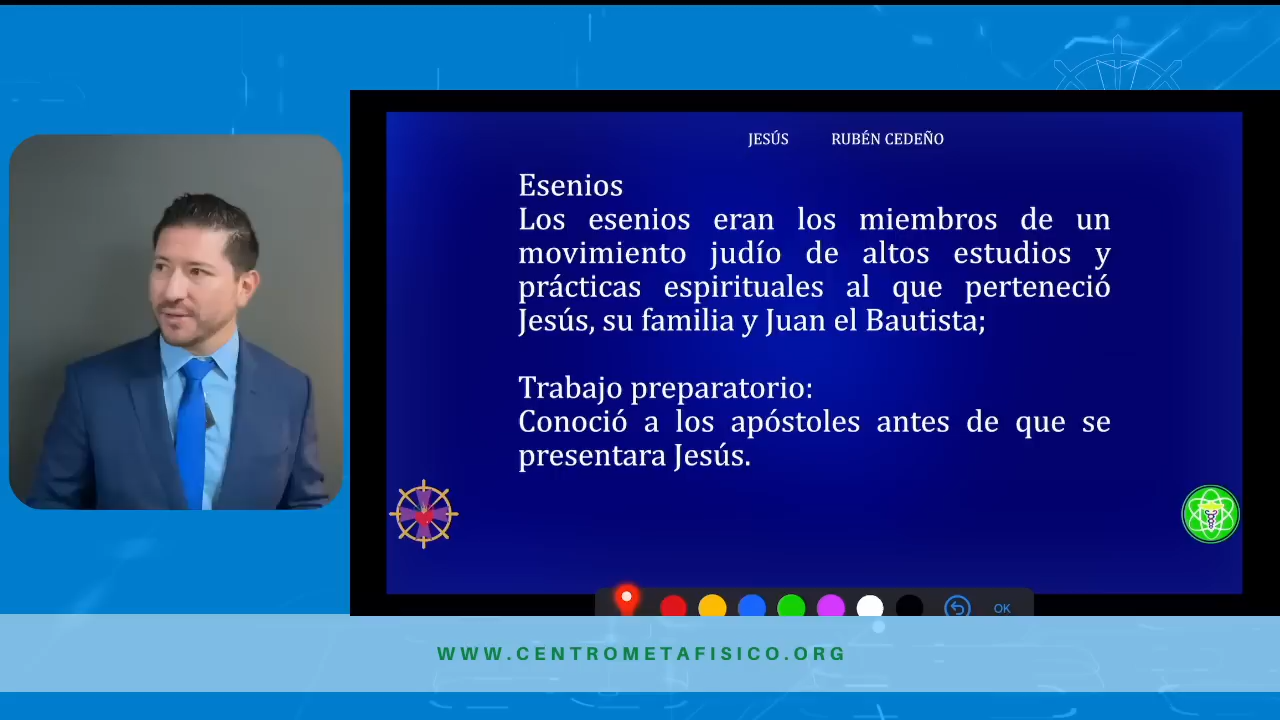 JESÚS RUBÉN CEDEÑO
Esenios
Los esenios eran los miembros de un
movimiento judío de altos estudios y
prácticas espirituales al que perteneció
Jesús, su familia y Juan el Bautista;
Trabajo preparatorio:
Conoció a los apóstoles antes de que se
presentara Jesús.
OK
WWW.CENTROMETAFISICO.ORG